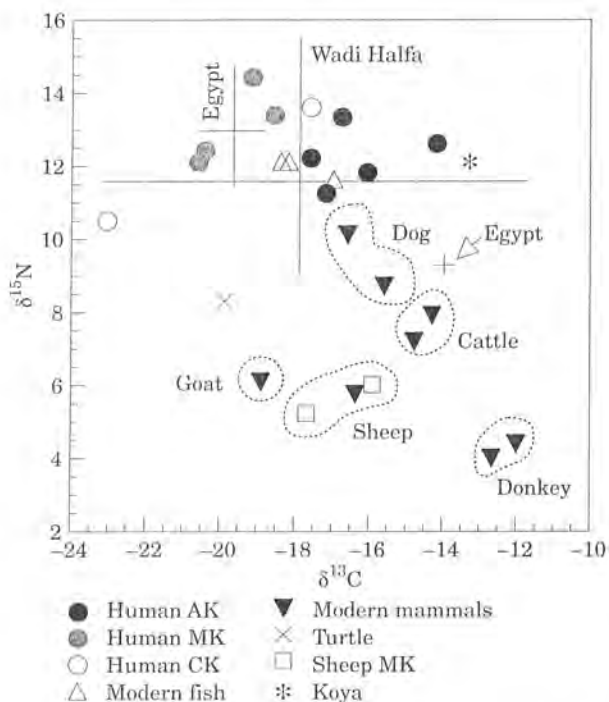 16
14
12
10
8
6
4
2
δ¹⁵N
Egypt
Wadi Halfa
Dog
Egypt
Cattle
Goat
Sheep
Donkey
−24 −22 −20 −18 −16 −14 −12 −10
δ¹³C
Human AK
Human MK
Human CK
Modern fish
Modern mammals
Turtle
Sheep MK
Koya